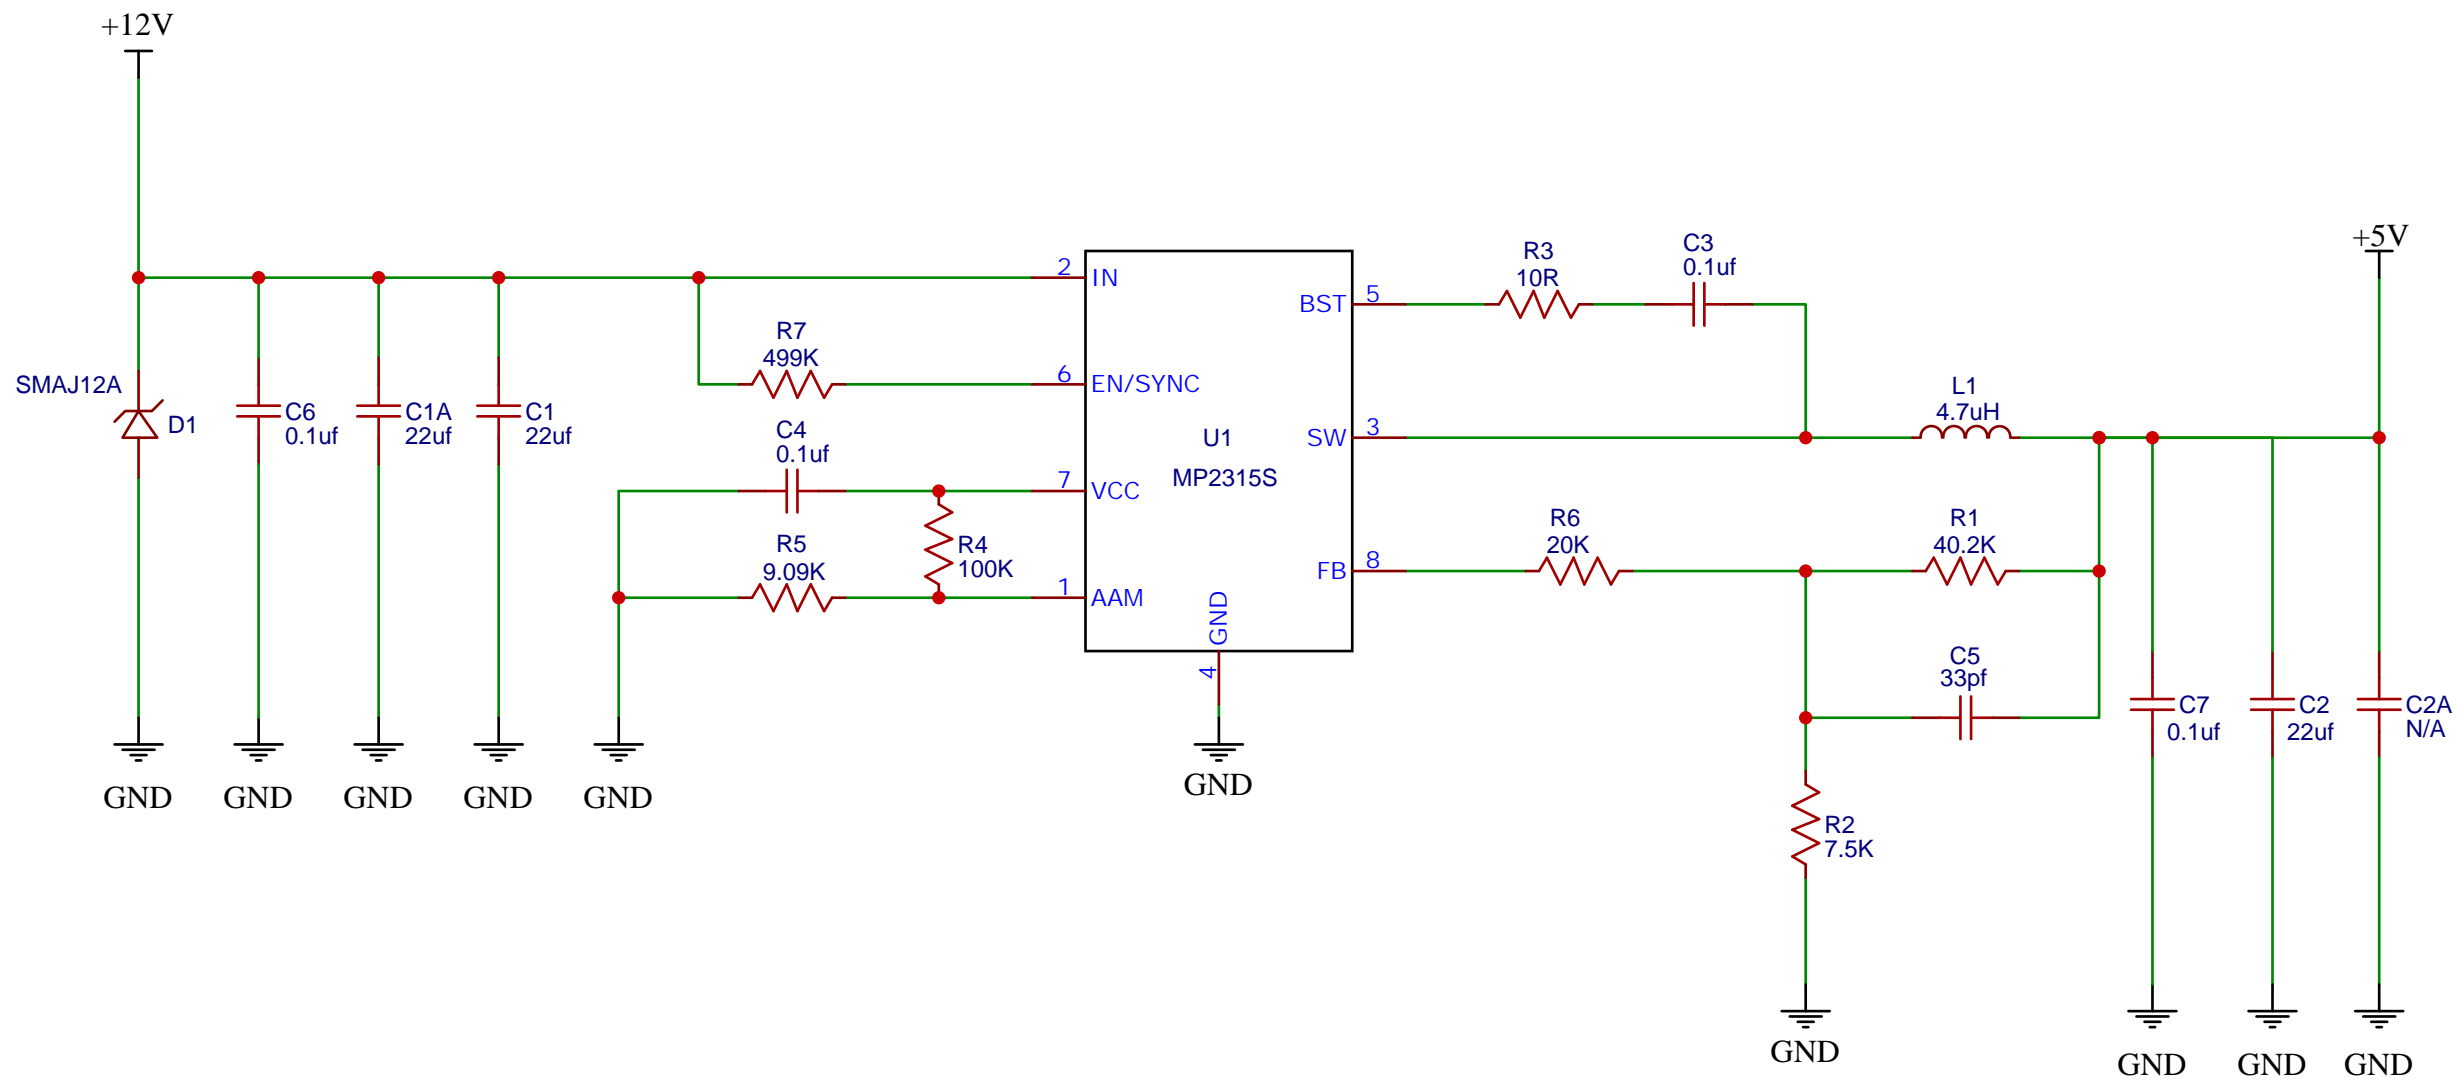 +12V
+5V
R3
10R
C3
0.1uf
2
IN
BST
5
R7
499K
6
EN/SYNC
SMAJ12A
D1
C6
0.1uf
C1A
22uf
C1
22uf
C4
0.1uf
U1
MP2315S
SW
3
L1
4.7uH
7
VCC
R5
9.09K
R4
100K
1
AAM
GND
4
FB
8
R6
20K
R1
40.2K
C5
33pf
C7
0.1uf
C2
22uf
C2A
N/A
R2
7.5K
GND
GND
GND
GND
GND
GND
GND
GND
GND
GND